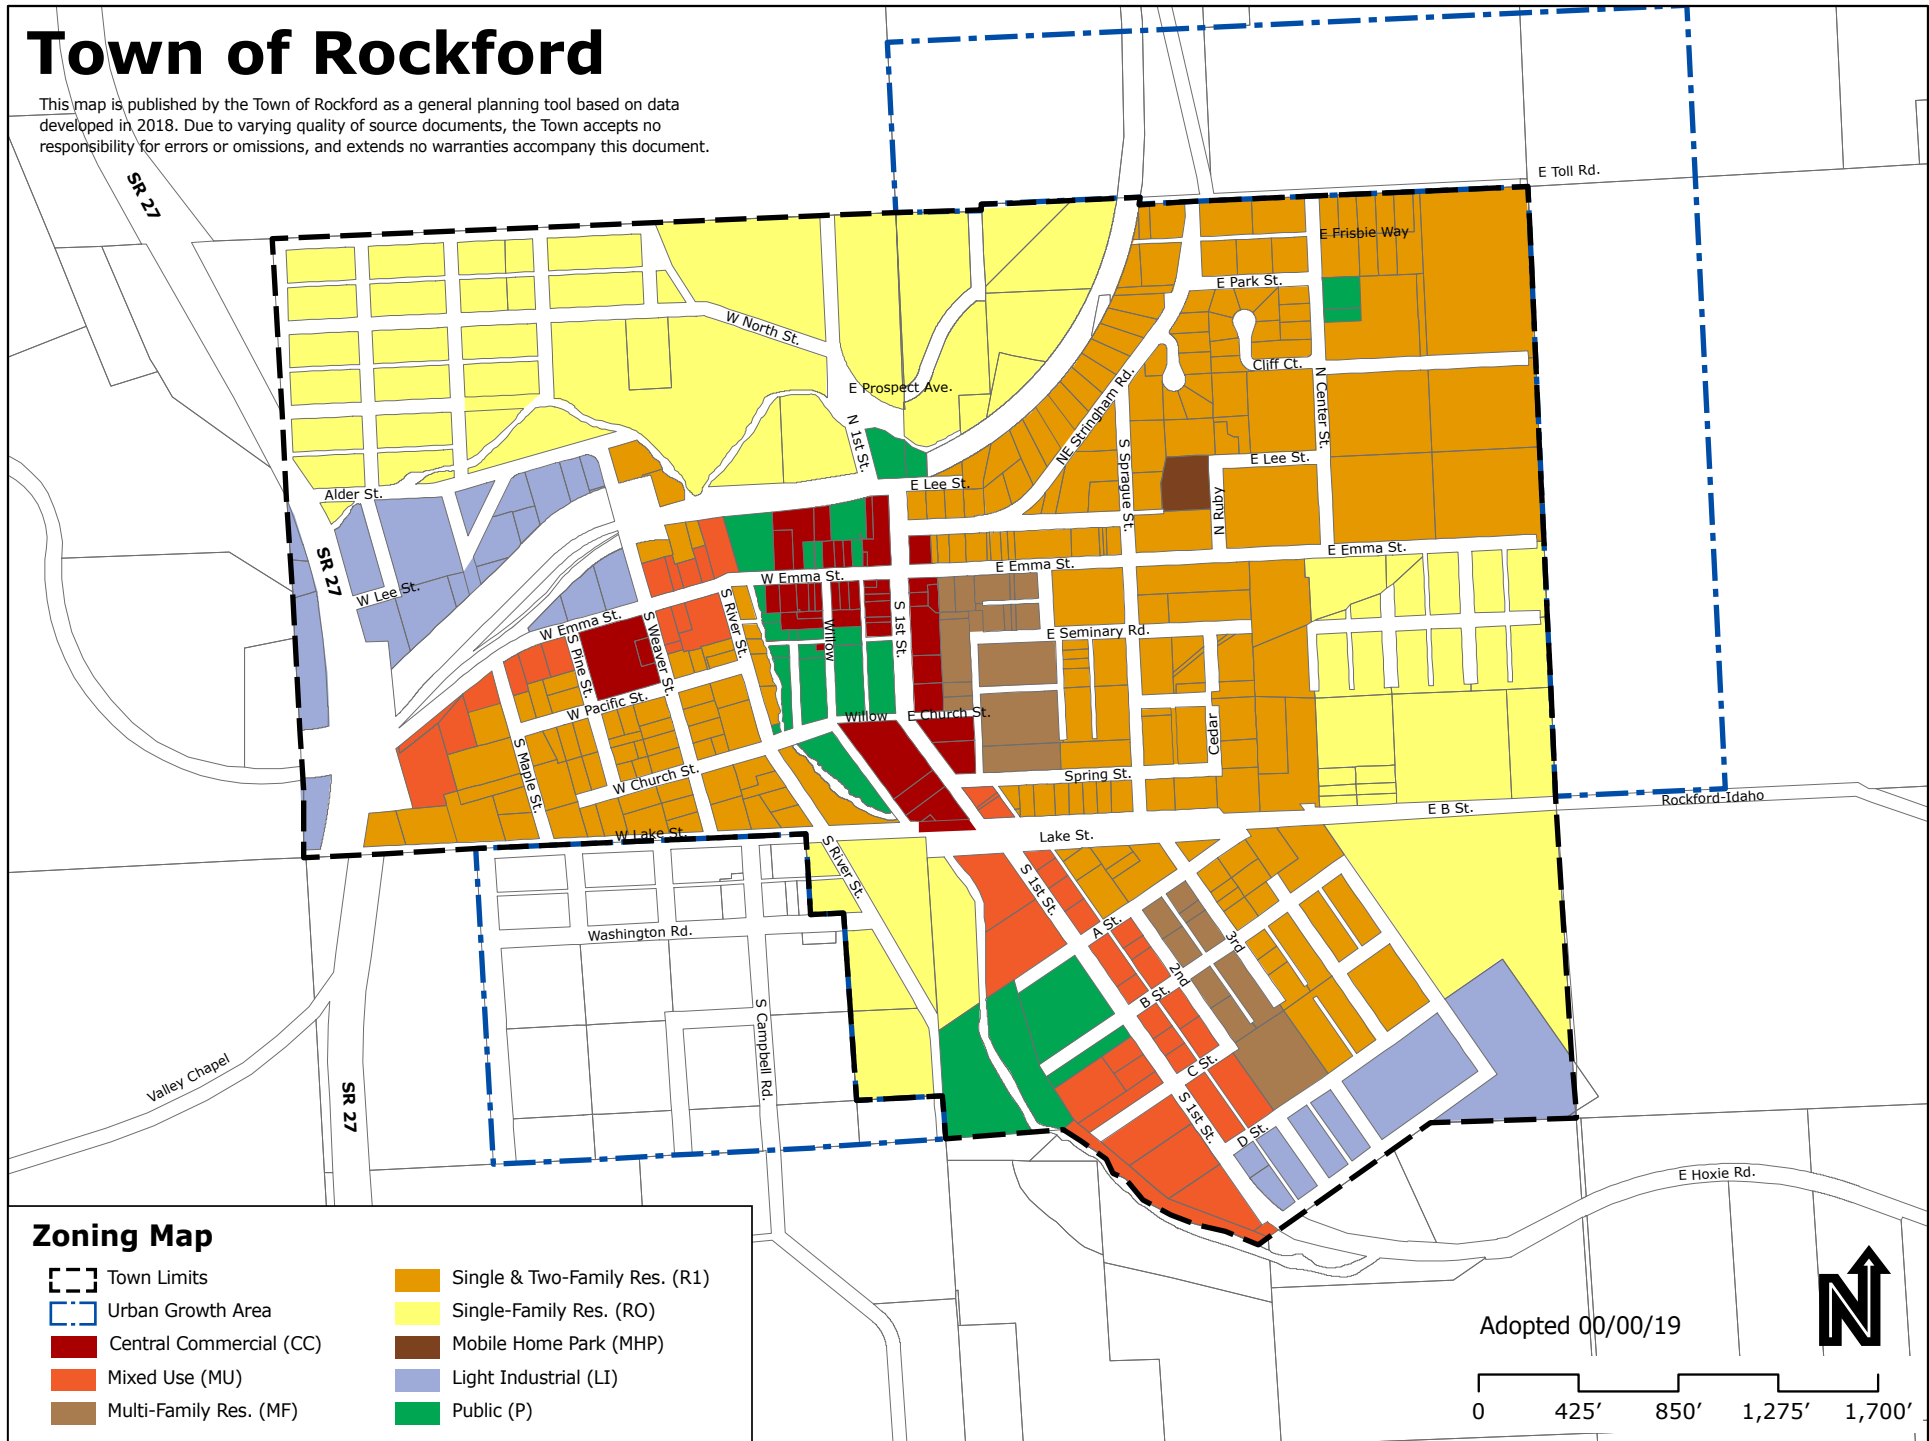 Town of Rockford
This map is published by the Town of Rockford as a general planning tool based on data
developed in 2018. Due to varying quality of source documents, the Town accepts no
responsibility for errors or omissions, and extends no warranties accompany this document.
SR 27
E Toll Rd.
E Frisbie Way
E Park St.
W North St.
Cliff Ct.
E Prospect Ave.
N Center St.
NE Stringham Rd.
N 1st St.
S Sprague St.
E Lee St.
E Lee St.
Alder St.
N Ruby
SR 27
E Emma St.
W Emma St.
E Emma St.
W Lee St.
W Emma St.
S River St.
S 1st St.
Willow
E Seminary Rd.
S Weaver St.
S Pine St.
W Pacific St.
Willow
E Church St.
Cedar
S Maple St.
W Church St.
Spring St.
Rockford-Idaho
E B St.
W Lake St.
Lake St.
S River St.
S 1st St.
A St.
Washington Rd.
3rd
2nd
B St.
S Campbell Rd.
C St.
Valley Chapel
SR 27
S 1st St.
D St.
E Hoxie Rd.
Zoning Map
Town Limits
Urban Growth Area
Central Commercial (CC)
Mixed Use (MU)
Multi-Family Res. (MF)
Single & Two-Family Res. (R1)
Single-Family Res. (RO)
Mobile Home Park (MHP)
Light Industrial (LI)
Public (P)
Adopted 00/00/19
N
0 425’ 850’ 1,275’ 1,700’